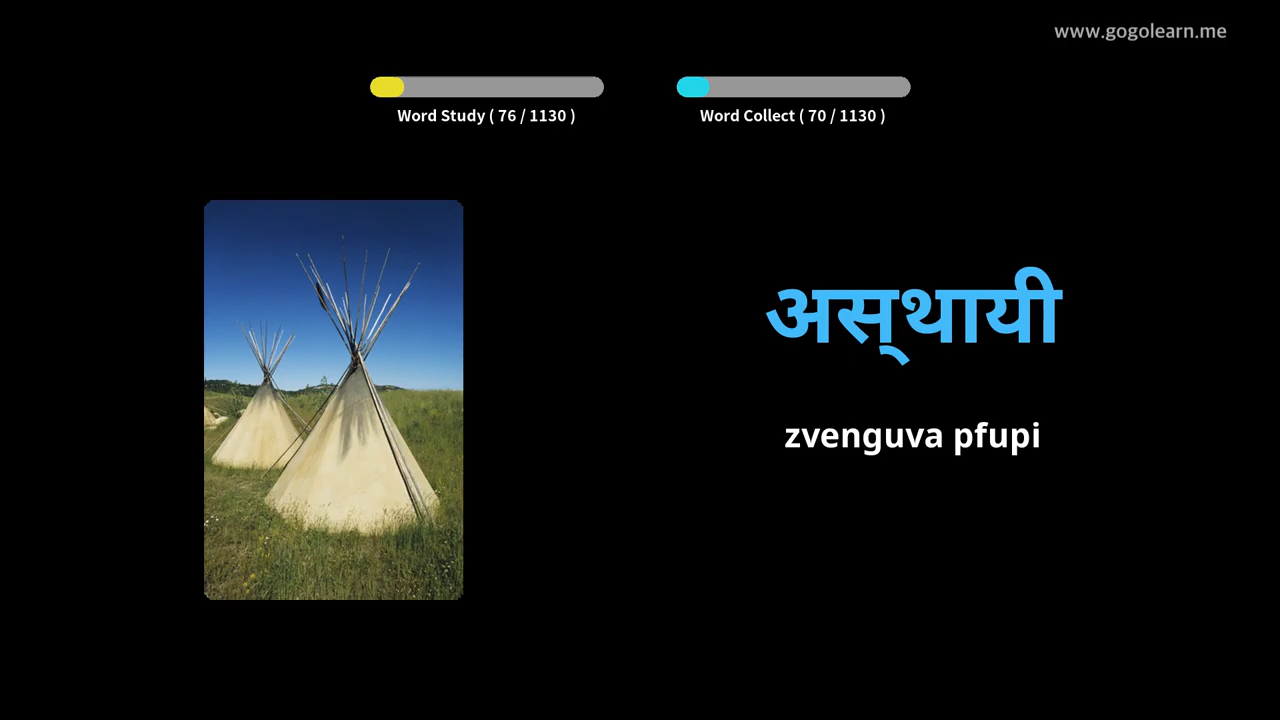 www.gogolearn.me
Word Study ( 76 / 1130 )
Word Collect ( 70 / 1130 )
अस्‌थायी
zvenguva pfupi